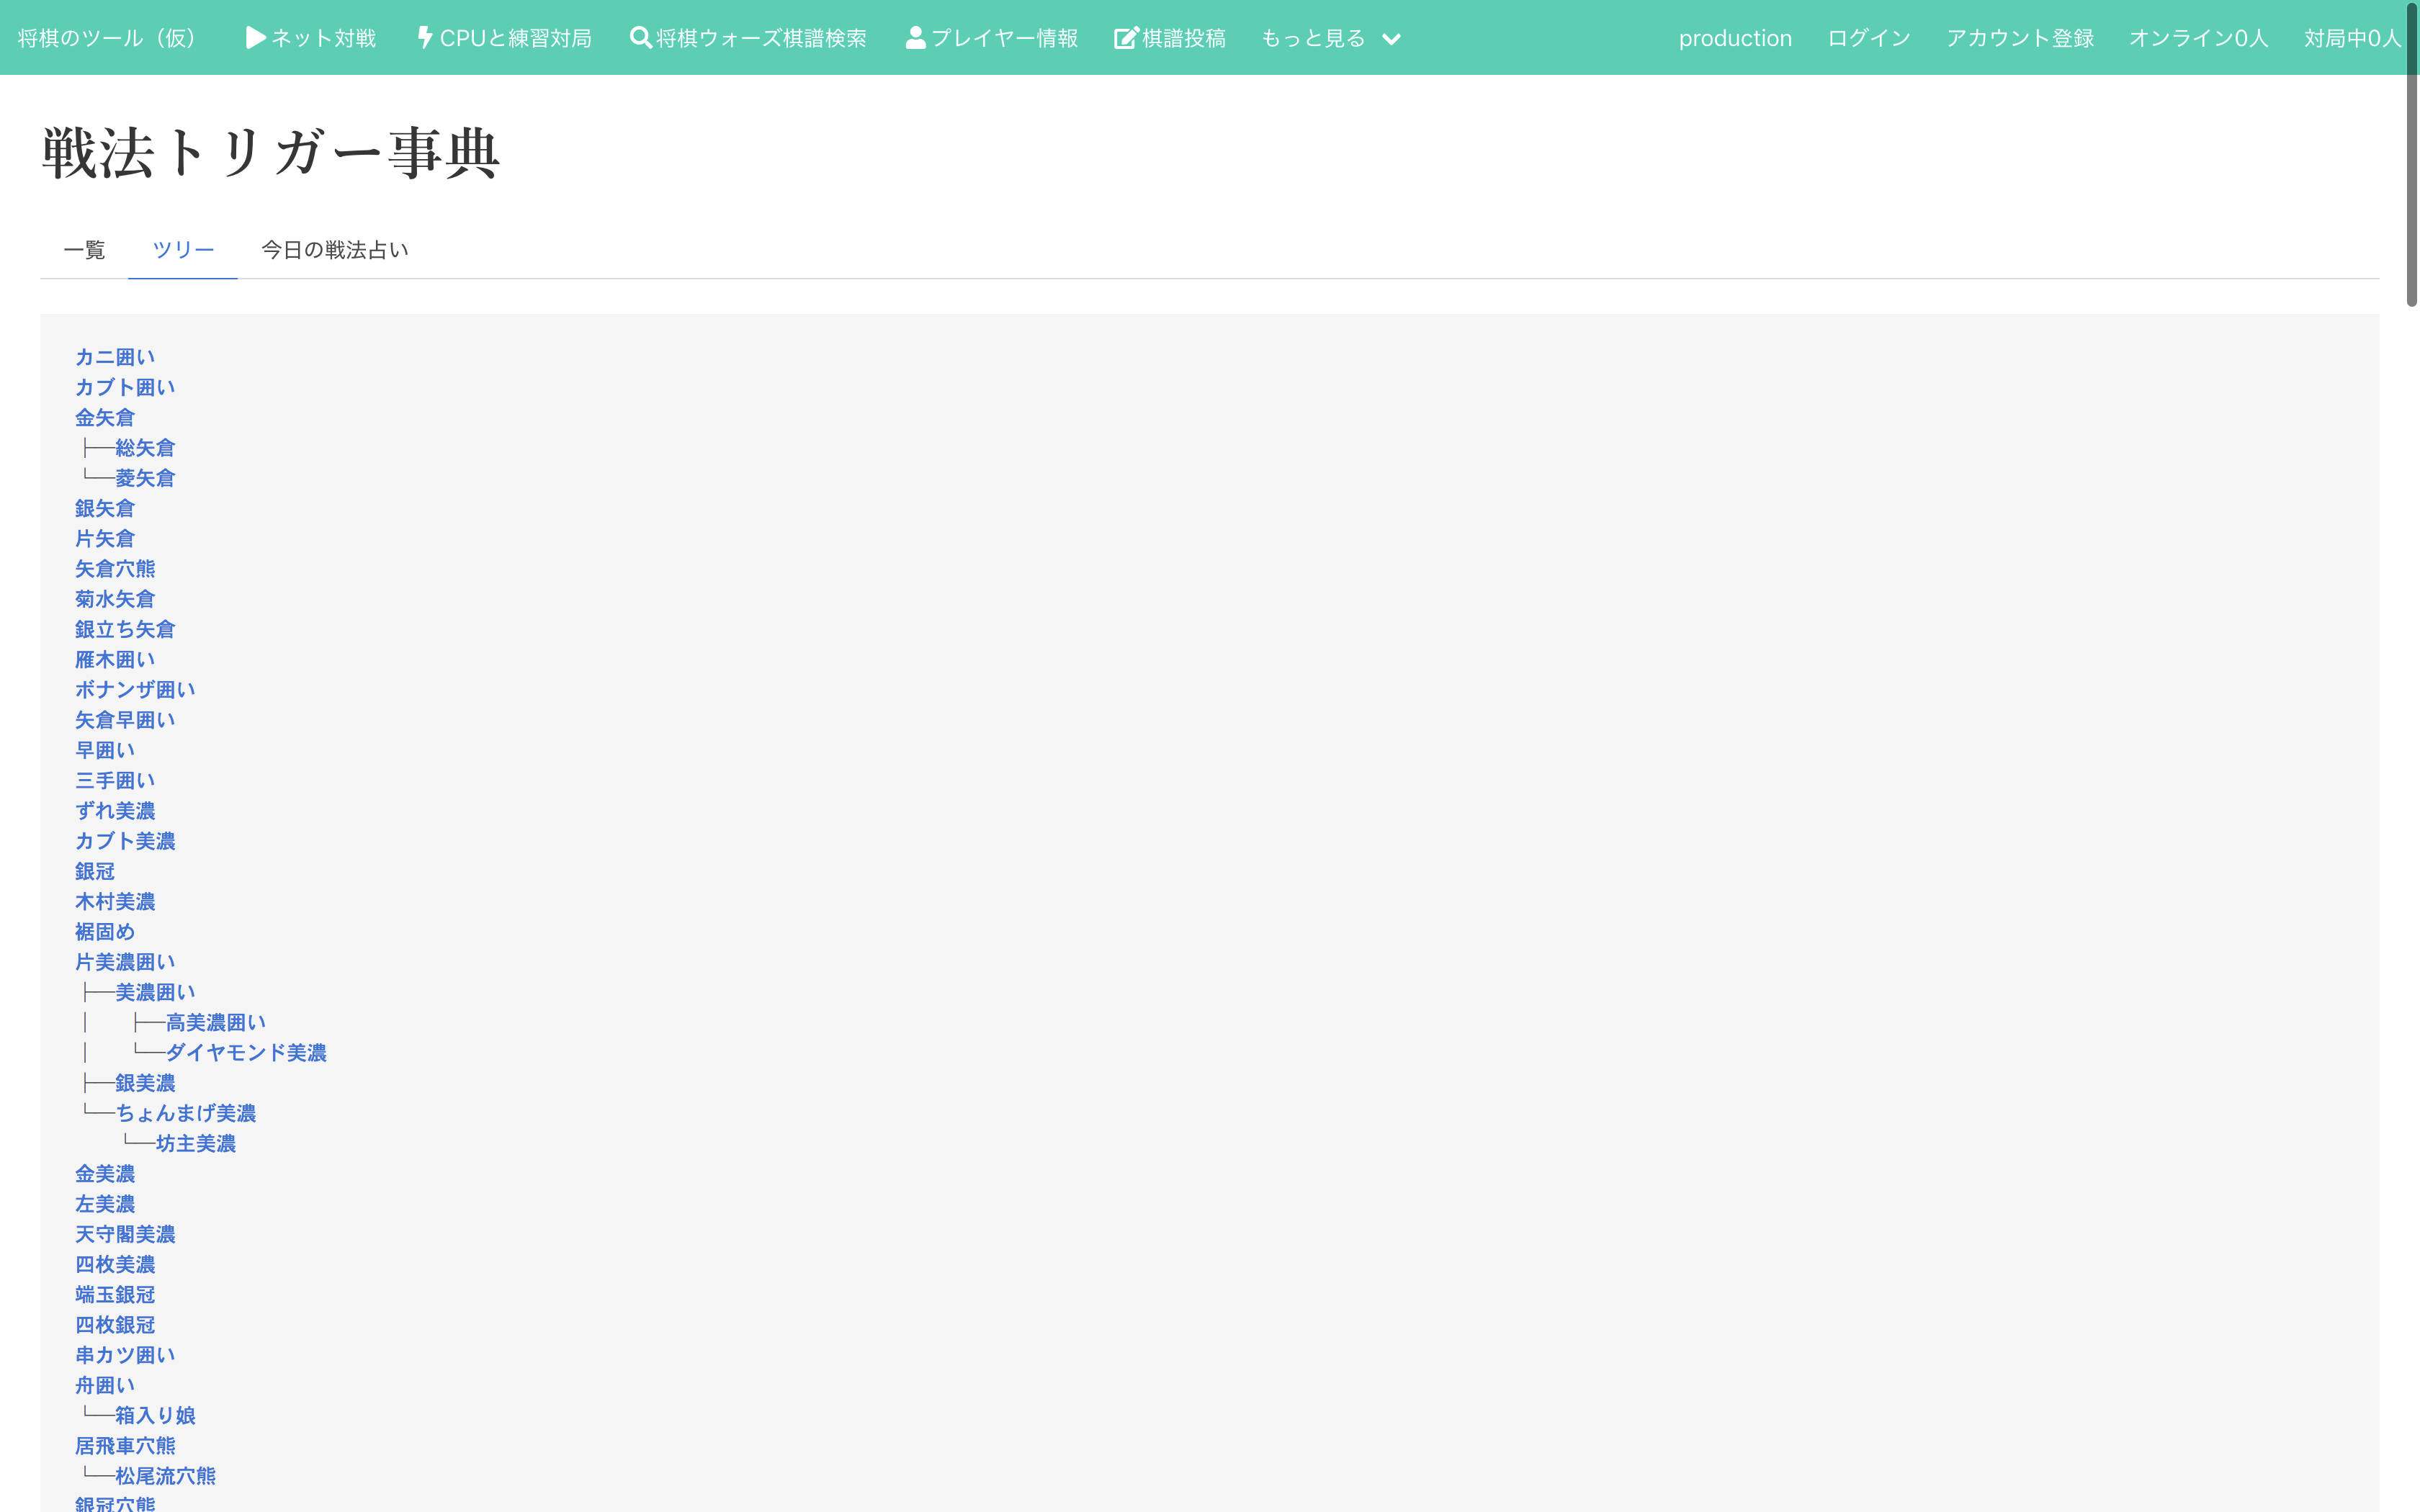 将棋のツール（仮） ネット対戦 CPUと練習対局 将棋ウォーズ棋譜検索 プレイヤー情報 棋譜投稿 もっと見る production ログイン アカウント登録 オンライン0人 対局中0人
戦法トリガー事典
一覧 ツリー 今日の戦法占い
カニ囲い
カブト囲い
金矢倉
├─総矢倉
└─菱矢倉
銀矢倉
片矢倉
矢倉穴熊
菊水矢倉
銀立ち矢倉
雁木囲い
ボナンザ囲い
矢倉早囲い
早囲い
三手囲い
ずれ美濃
カブト美濃
銀冠
木村美濃
裾固め
片美濃囲い
├─美濃囲い
│　├─高美濃囲い
│　└─ダイヤモンド美濃
├─銀美濃
└─ちょんまげ美濃
　　└─坊主美濃
金美濃
左美濃
天守閣美濃
四枚美濃
端玉銀冠
四枚銀冠
串カツ囲い
舟囲い
└─箱入り娘
居飛車穴熊
└─松尾流穴熊
銀冠穴熊